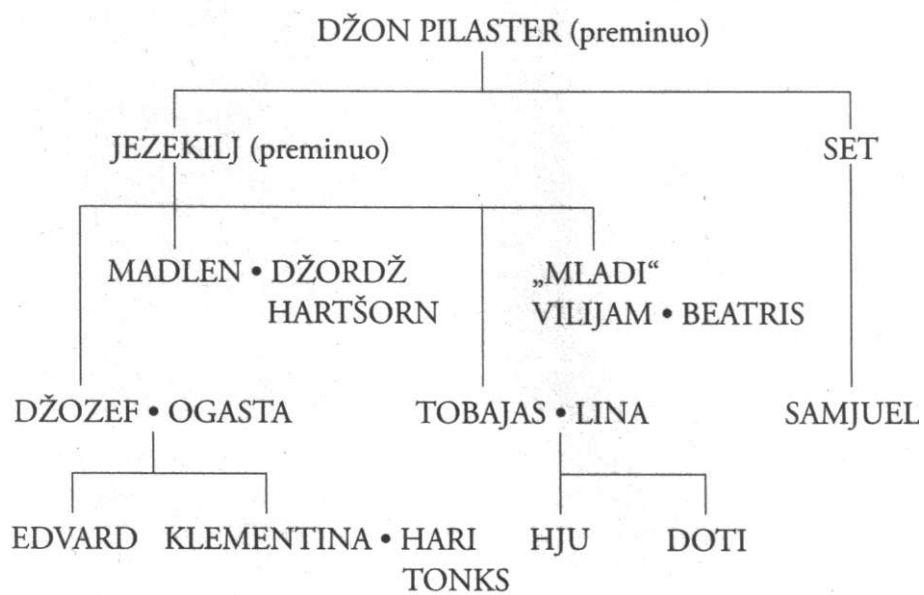 DŽON PILASTER (preminuo)
JEZEKILJ (preminuo)
SET
MADLEN • DŽORDŽ
HARTŠORN
„MLADI“
VILIJAM • BEATRIS
DŽOZEF • OGASTA
TOBAJAS • LINA
SAMJUEL
EDVARD
KLEMENTINA • HARI
TONKS
HJU
DOTI